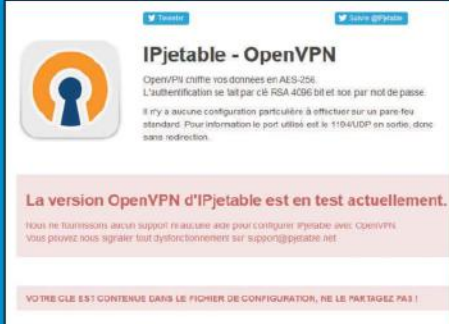 Tweeter
Suivre @IPjetable
IPjetable - OpenVPN
OpenVPN chiffre vos données en AES-256.
L'authentification se fait par clé RSA 4096 bit et son par mot de passe.
Il n'y a aucune configuration particulière à effectuer sur un pare-feu
standard. Pour information le port utilisé est le 1194/UDP en sortie, donc
sans redirection.
La version OpenVPN d'IPjetable est en test actuellement.
Nous ne fournissons aucun support ni aucune aide pour configurer IPjetable avec OpenVPN
Vous pouvez nous signaler tout dysfonctionnement sur support@ipjetable.net
VOTRE CLE EST CONTENUE DANS LE FICHIER DE CONFIGURATION, NE LE PARTAGEZ PAS !